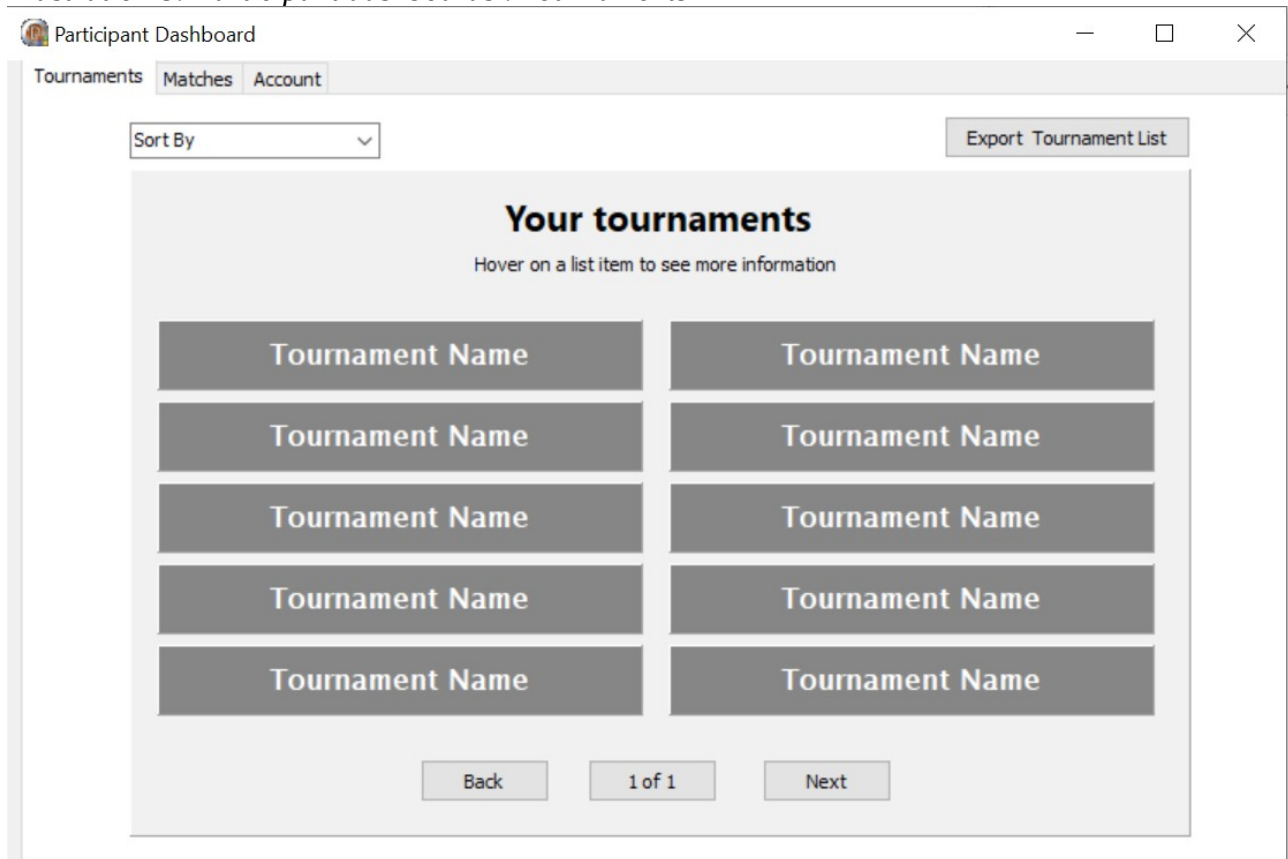 Participant Dashboard
Tournaments Matches Account
Sort By
Export Tournament List
Your tournaments
Hover on a list item to see more information
Tournament Name Tournament Name
Tournament Name Tournament Name
Tournament Name Tournament Name
Tournament Name Tournament Name
Tournament Name Tournament Name
Back 1 of 1 Next